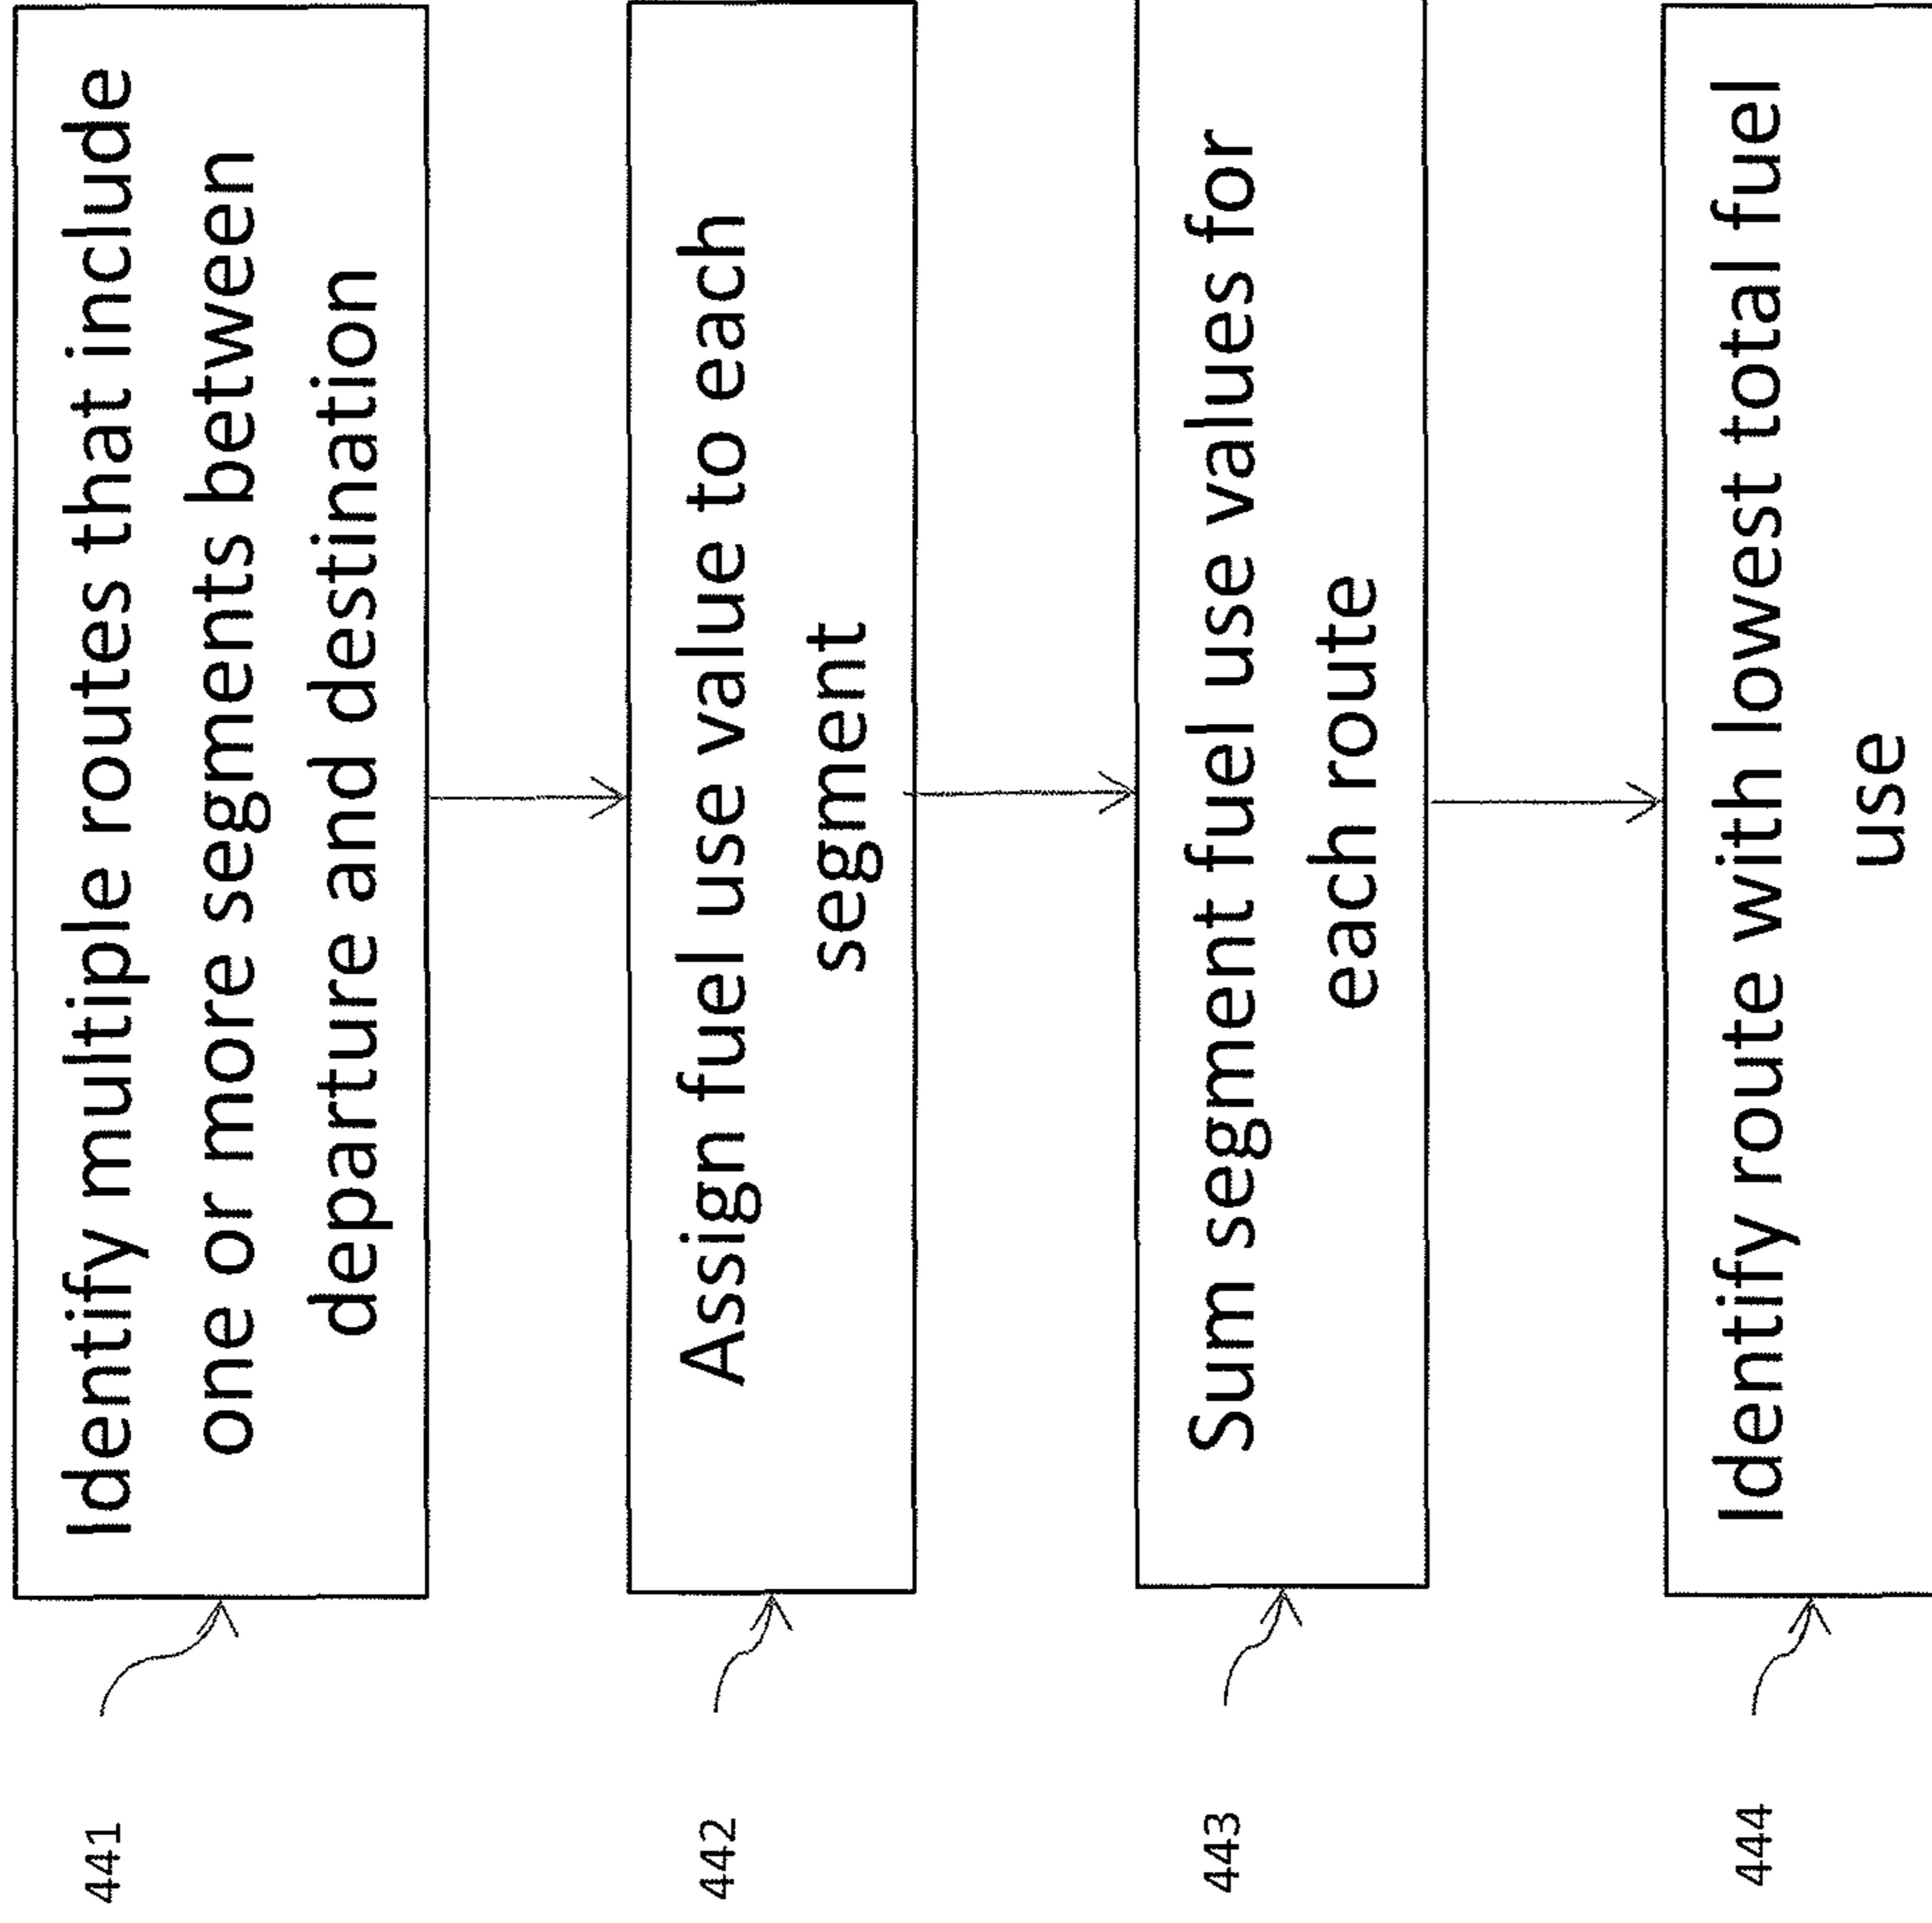 441
Identify multiple routes that include
one or more segments between
departure and destination
442
Assign fuel use value to each
segment
443
Sum segment fuel use values for
each route
444
Identify route with lowest total fuel
use